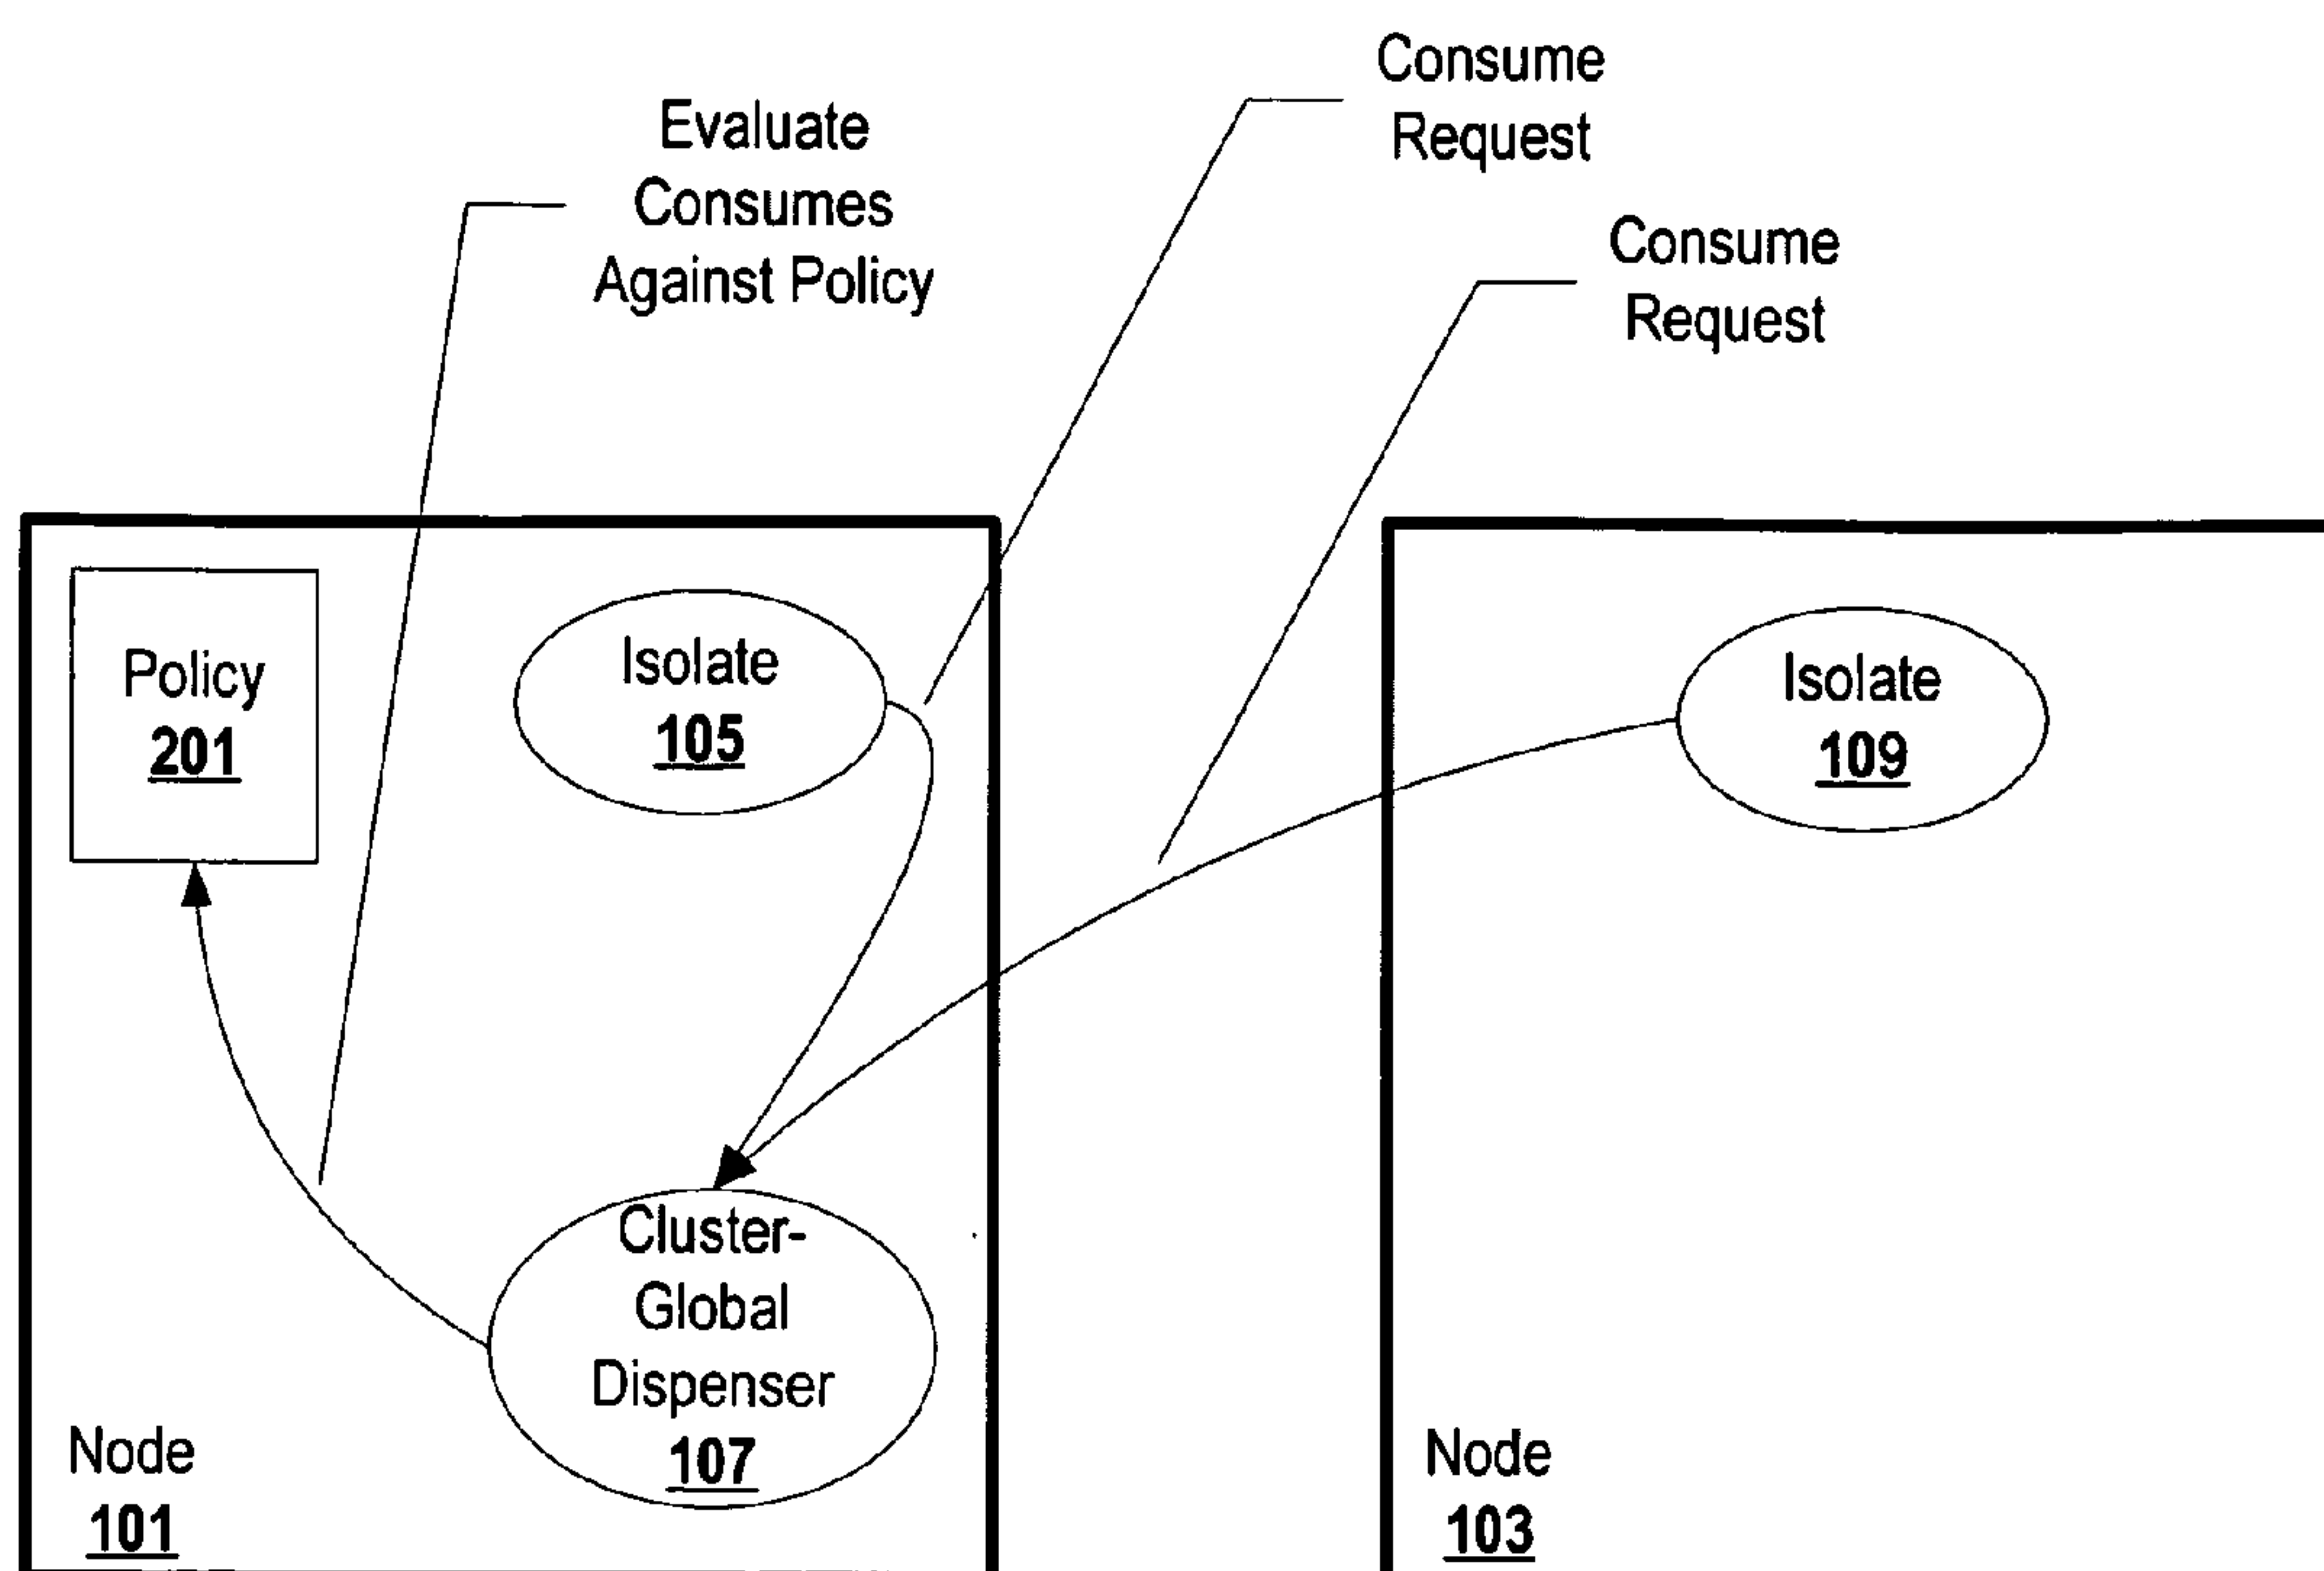 Consume
Request
Evaluate
Consumes
Against Policy
Consume
Request
Policy
201
Isolate
105
Isolate
109
Cluster-
Global
Dispenser
107
Node
101
Node
103